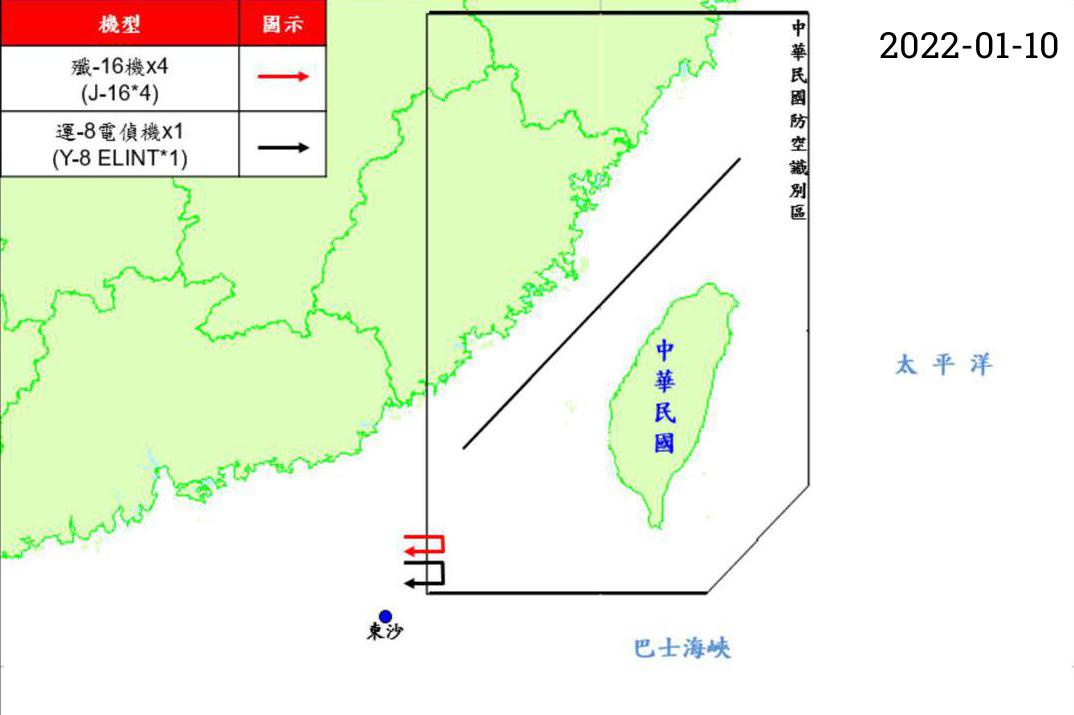 機型 圖示
殲-16機x4
(J-16*4)
運-8電偵機x1
(Y-8 ELINT*1)
2022-01-10
中華民國防空識別區
中華民國
太平洋
東沙
巴士海峽